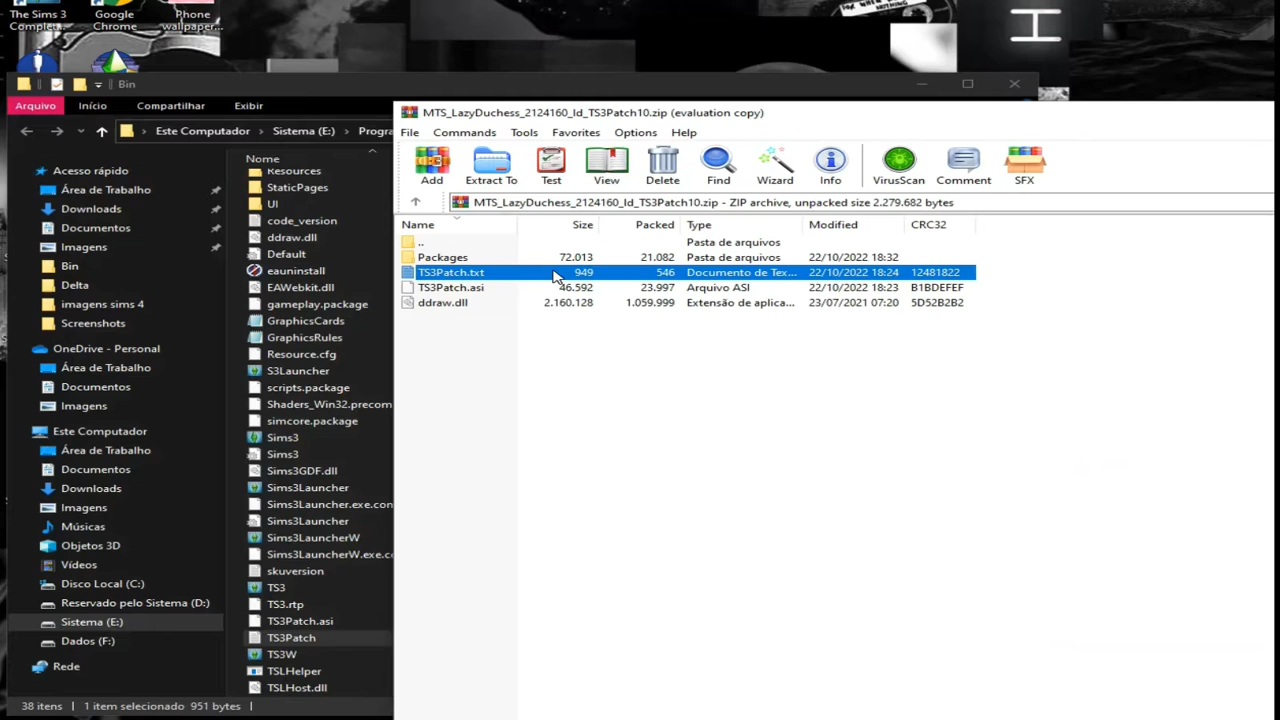 The Sims 3 Google Phone
Complet... Chrome wallpaper...
Bin
Arquivo Início Compartilhar Exibir
Este Computador > Sistema (E:) > Progra
Acesso rápido
Área de Trabalho
Downloads
Documentos
Imagens
Bin
Delta
imagens sims 4
Screenshots
OneDrive - Personal
Área de Trabalho
Documentos
Imagens
Este Computador
Área de Trabalho
Documentos
Downloads
Imagens
Músicas
Objetos 3D
Vídeos
Disco Local (C:)
Reservado pelo Sistema (D:)
Sistema (E:)
Dados (F:)
Rede
Name
Resources
StaticPages
UI
code_version
ddraw.dll
Default
eauninstall
EAWebkit.dll
gameplay.package
GraphicsCards
GraphicsRules
Resource.cfg
S3Launcher
scripts.package
Shaders_Win32.precom
simcore.package
Sims3
Sims3
Sims3GDF.dll
Sims3Launcher
Sims3Launcher.exe.con
Sims3Launcher
Sims3LauncherW
Sims3LauncherW.exe.c
skuversion
TS3
TS3.rtp
TS3Patch.asi
TS3Patch
TS3W
TSLHelper
TSLHost.dll
38 itens 1 item selecionado 951 bytes
MTS_LazyDuchess_2124160_ld_TS3Patch10.zip (evaluation copy)
File Commands Tools Favorites Options Help
Add Extract To Test View Delete Find Wizard Info VirusScan Comment SFX
MTS_LazyDuchess_2124160_ld_TS3Patch10.zip - ZIP archive, unpacked size 2.279.682 bytes
Name Size Packed Type Modified CRC32
.. Pasta de arquivos
Packages 72.013 21.082 Pasta de arquivos 22/10/2022 18:32
TS3Patch.txt 949 546 Documento de Tex... 22/10/2022 18:24 12481822
TS3Patch.asi 46.592 23.997 Arquivo ASI 22/10/2022 18:23 B1BDEFEF
ddraw.dll 2.160.128 1.059.999 Extensão de aplica... 23/07/2021 07:20 5D52B2B2